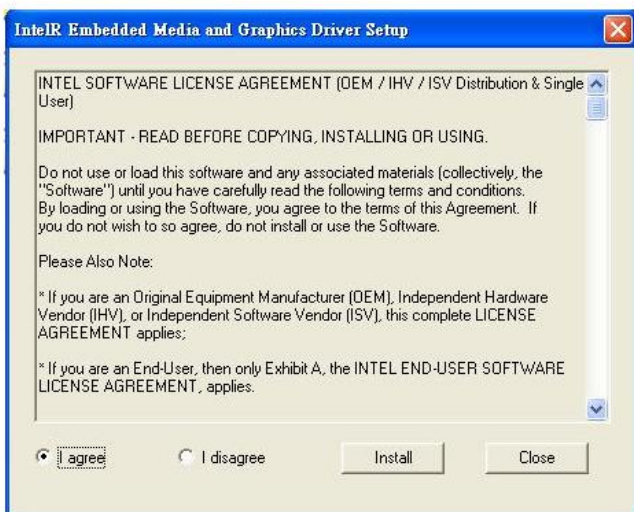 IntelR Embedded Media and Graphics Driver Setup
INTEL SOFTWARE LICENSE AGREEMENT (OEM / IHV / ISV Distribution & Single
User)
IMPORTANT - READ BEFORE COPYING, INSTALLING OR USING.
Do not use or load this software and any associated materials (collectively, the
"Software") until you have carefully read the following terms and conditions.
By loading or using the Software, you agree to the terms of this Agreement. If
you do not wish to so agree, do not install or use the Software.
Please Also Note:
* If you are an Original Equipment Manufacturer (OEM), Independent Hardware
Vendor (IHV), or Independent Software Vendor (ISV), this complete LICENSE
AGREEMENT applies;
* If you are an End-User, then only Exhibit A, the INTEL END-USER SOFTWARE
LICENSE AGREEMENT, applies.
I agree I disagree Install Close